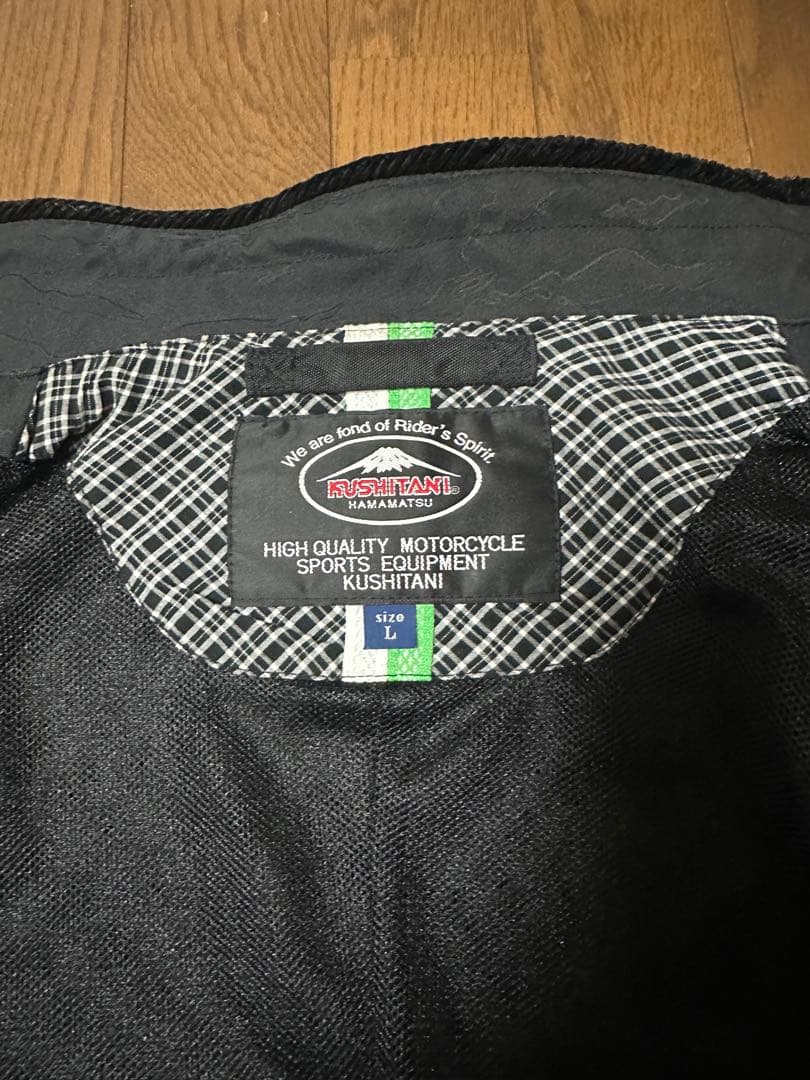 We are fond of Rider's Spirit.
KUSHITANI®
HAMAMATSU
HIGH QUALITY MOTORCYCLE
SPORTS EQUIPMENT
KUSHITANI
size
L